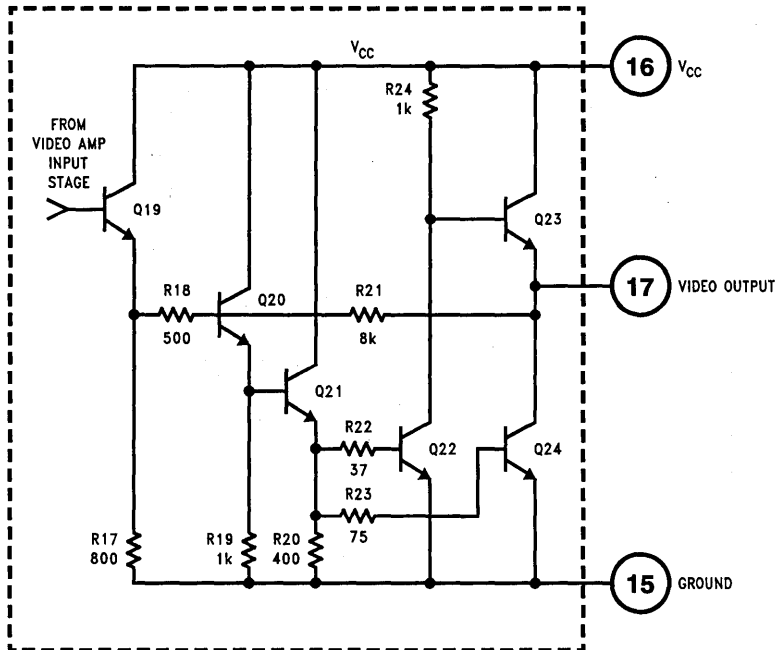 V_CC
16 V_CC
R24
1k
FROM
VIDEO AMP
INPUT
STAGE
Q19
Q23
17 VIDEO OUTPUT
R18
500
Q20
R21
8k
Q21
R22
37
Q22
Q24
R23
75
R17
800
R19
1k
R20
400
15 GROUND